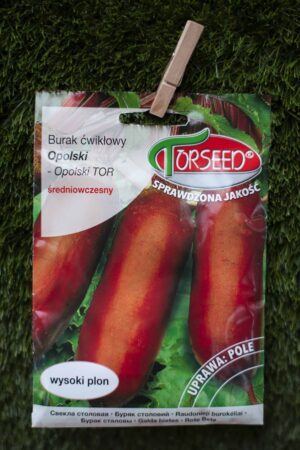 Burak ćwikłowy
Opolski
- Opolski TOR
średniowczesny
TORSEED®
SPRAWDZONA JAKOŚĆ
UPRAWA: POLE
wysoki plon
Свекла столовая - Буряк столовий - Raudonieji burokėliai -
Бурак сталовы - Galda bietes - Rote Bete